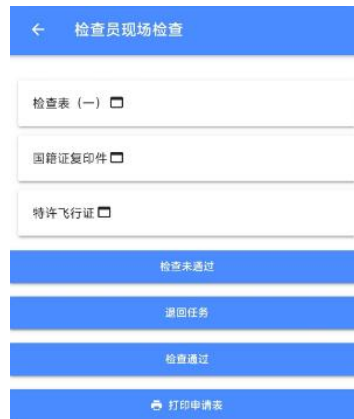 检查员现场检查
检查表（一）
国籍证复印件
特许飞行证
检查未通过
退回任务
检查通过
打印申请表